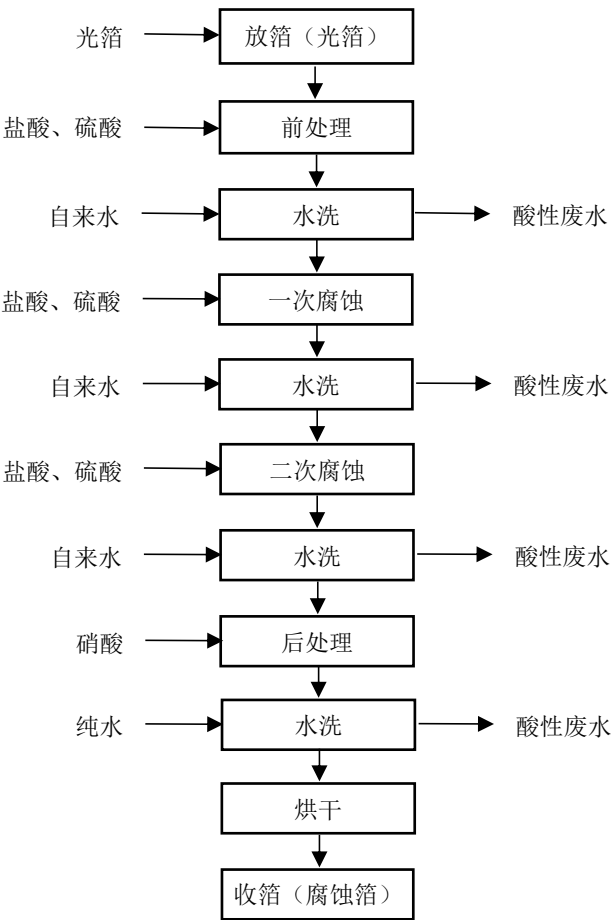 光箔 放箔（光箔）
盐酸、硫酸 前处理
自来水 水洗 酸性废水
盐酸、硫酸 一次腐蚀
自来水 水洗 酸性废水
盐酸、硫酸 二次腐蚀
自来水 水洗 酸性废水
硝酸 后处理
纯水 水洗 酸性废水
烘干
收箔（腐蚀箔）